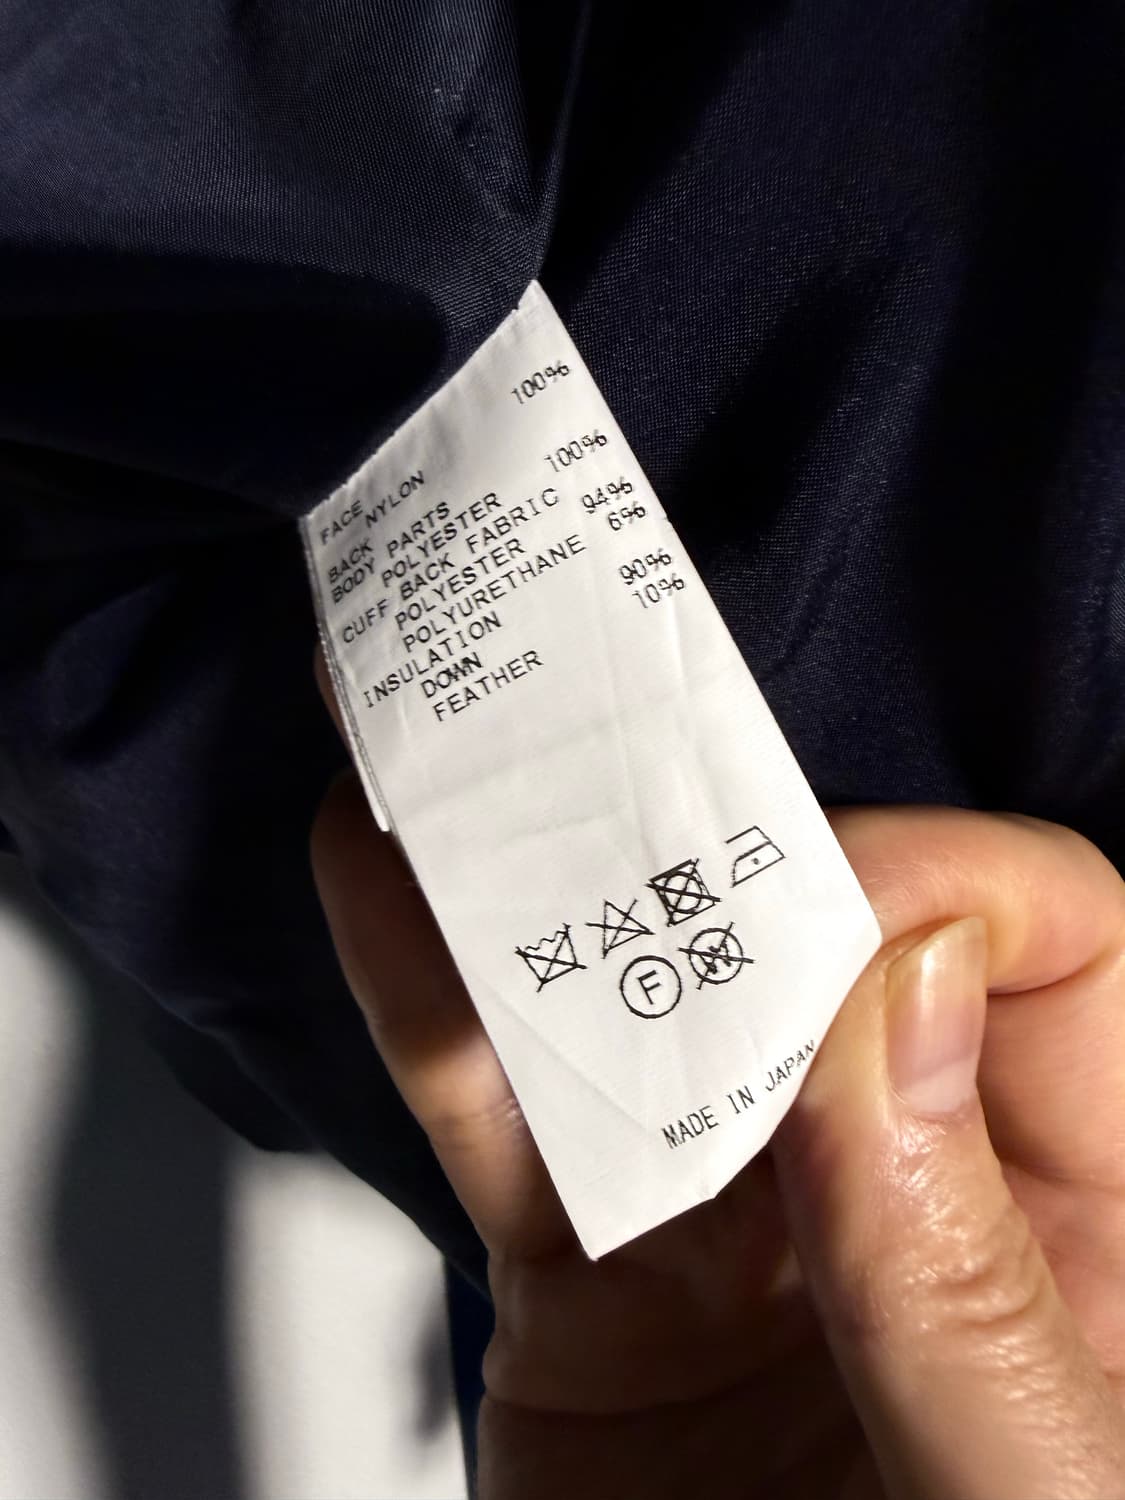 FACE
NYLON 100%
BACK PARTS
BODY POLYESTER 100%
CUFF BACK FABRIC
POLYESTER 94%
POLYURETHANE 6%
INSULATION
DOWN 90%
FEATHER 10%
F W
MADE IN JAPAN